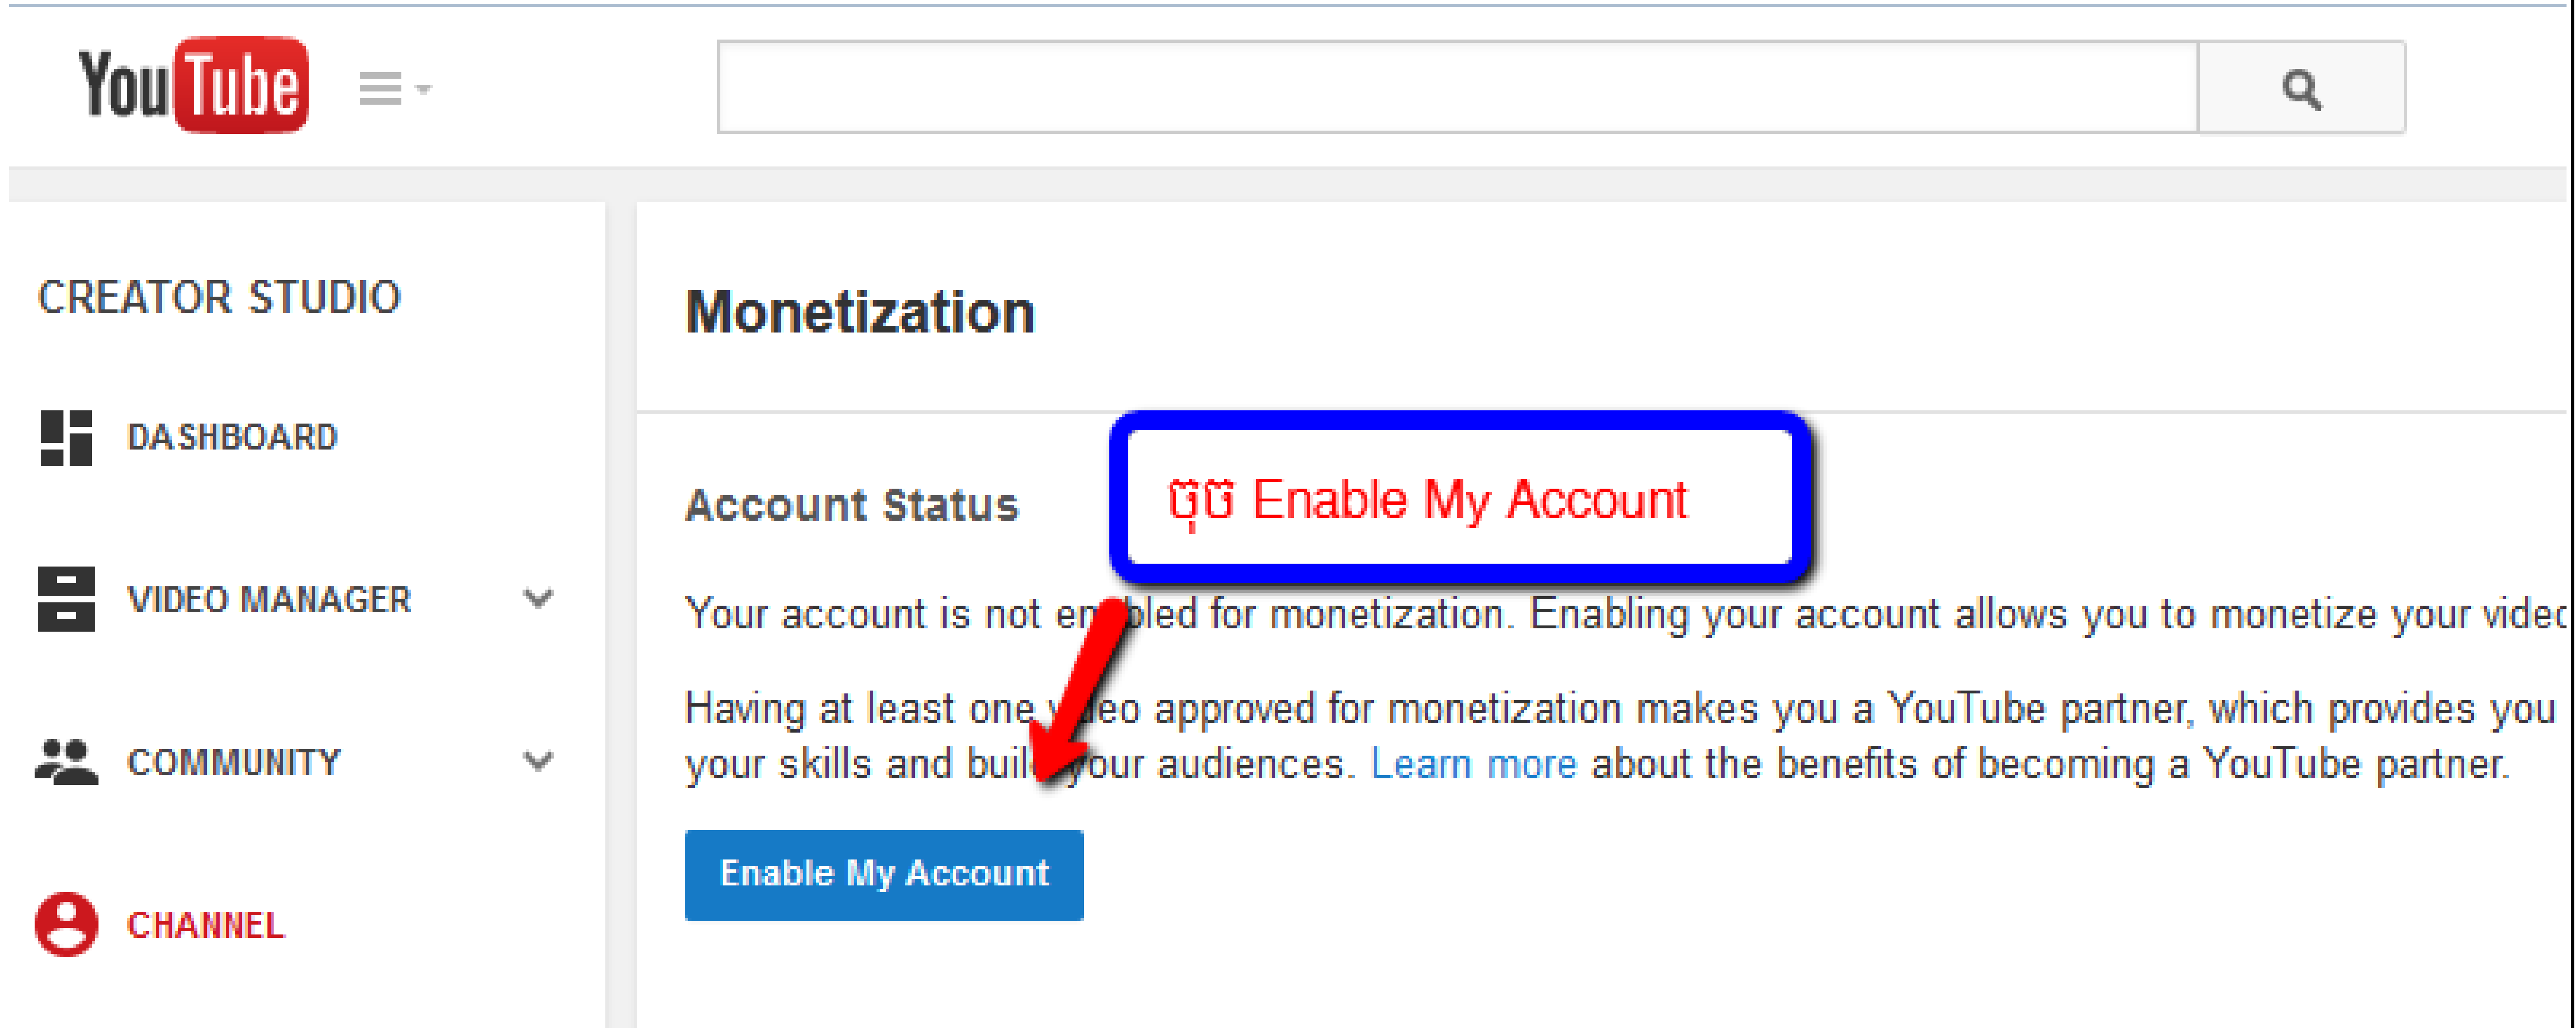 YouTube
CREATOR STUDIO
DASHBOARD
VIDEO MANAGER
COMMUNITY
CHANNEL
Monetization
Account Status
ចុច Enable My Account
Your account is not enabled for monetization. Enabling your account allows you to monetize your
Having at least one video approved for monetization makes you a YouTube partner, which provides you
your skills and build your audiences. Learn more about the benefits of becoming a YouTube partner.
Enable My Account